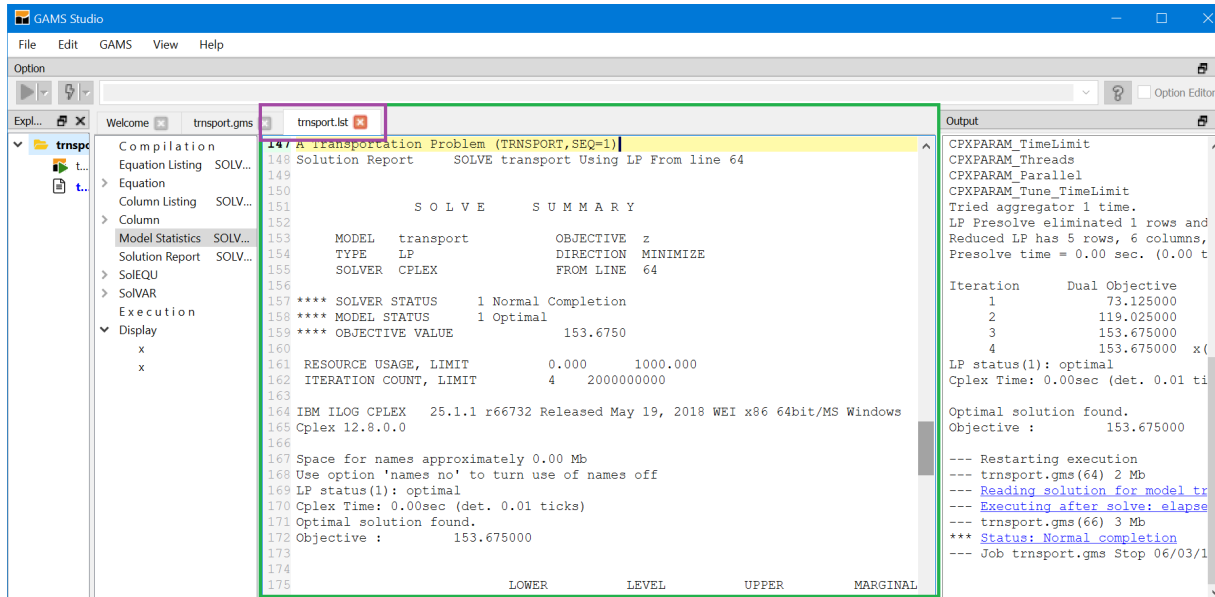 GAMS Studio
File Edit GAMS View Help
Option
Option Editor
Expl...
trnspo
t...
t...
Welcome trnsport.gms trnsport.lst
Compilation
Equation Listing SOLV...
Equation
Column Listing SOLV...
Column
Model Statistics SOLV...
Solution Report SOLV...
SolEQU
SolVAR
Execution
Display
x
x
147 A Transportation Problem (TRNSPORT,SEQ=1)
148 Solution Report SOLVE transport Using LP From line 64
149
150
151 S O L V E S U M M A R Y
152
153 MODEL transport OBJECTIVE z
154 TYPE LP DIRECTION MINIMIZE
155 SOLVER CPLEX FROM LINE 64
156
157 **** SOLVER STATUS 1 Normal Completion
158 **** MODEL STATUS 1 Optimal
159 **** OBJECTIVE VALUE 153.6750
160
161 RESOURCE USAGE, LIMIT 0.000 1000.000
162 ITERATION COUNT, LIMIT 4 2000000000
163
164 IBM ILOG CPLEX 25.1.1 r66732 Released May 19, 2018 WEI x86 64bit/MS Windows
165 Cplex 12.8.0.0
166
167 Space for names approximately 0.00 Mb
168 Use option 'names no' to turn use of names off
169 LP status(1): optimal
170 Cplex Time: 0.00sec (det. 0.01 ticks)
171 Optimal solution found.
172 Objective : 153.675000
173
174
175 LOWER LEVEL UPPER MARGINAL
Output
CPXPARAM_TimeLimit
CPXPARAM_Threads
CPXPARAM_Parallel
CPXPARAM_Tune_TimeLimit
Tried aggregator 1 time.
LP Presolve eliminated 1 rows and
Reduced LP has 5 rows, 6 columns,
Presolve time = 0.00 sec. (0.00 t
Iteration Dual Objective
1 73.125000
2 119.025000
3 153.675000
4 153.675000 x(
LP status(1): optimal
Cplex Time: 0.00sec (det. 0.01 ti
Optimal solution found.
Objective : 153.675000
--- Restarting execution
--- trnsport.gms(64) 2 Mb
--- Reading solution for model tr
--- Executing after solve: elapse
--- trnsport.gms(66) 3 Mb
*** Status: Normal completion
--- Job trnsport.gms Stop 06/03/1